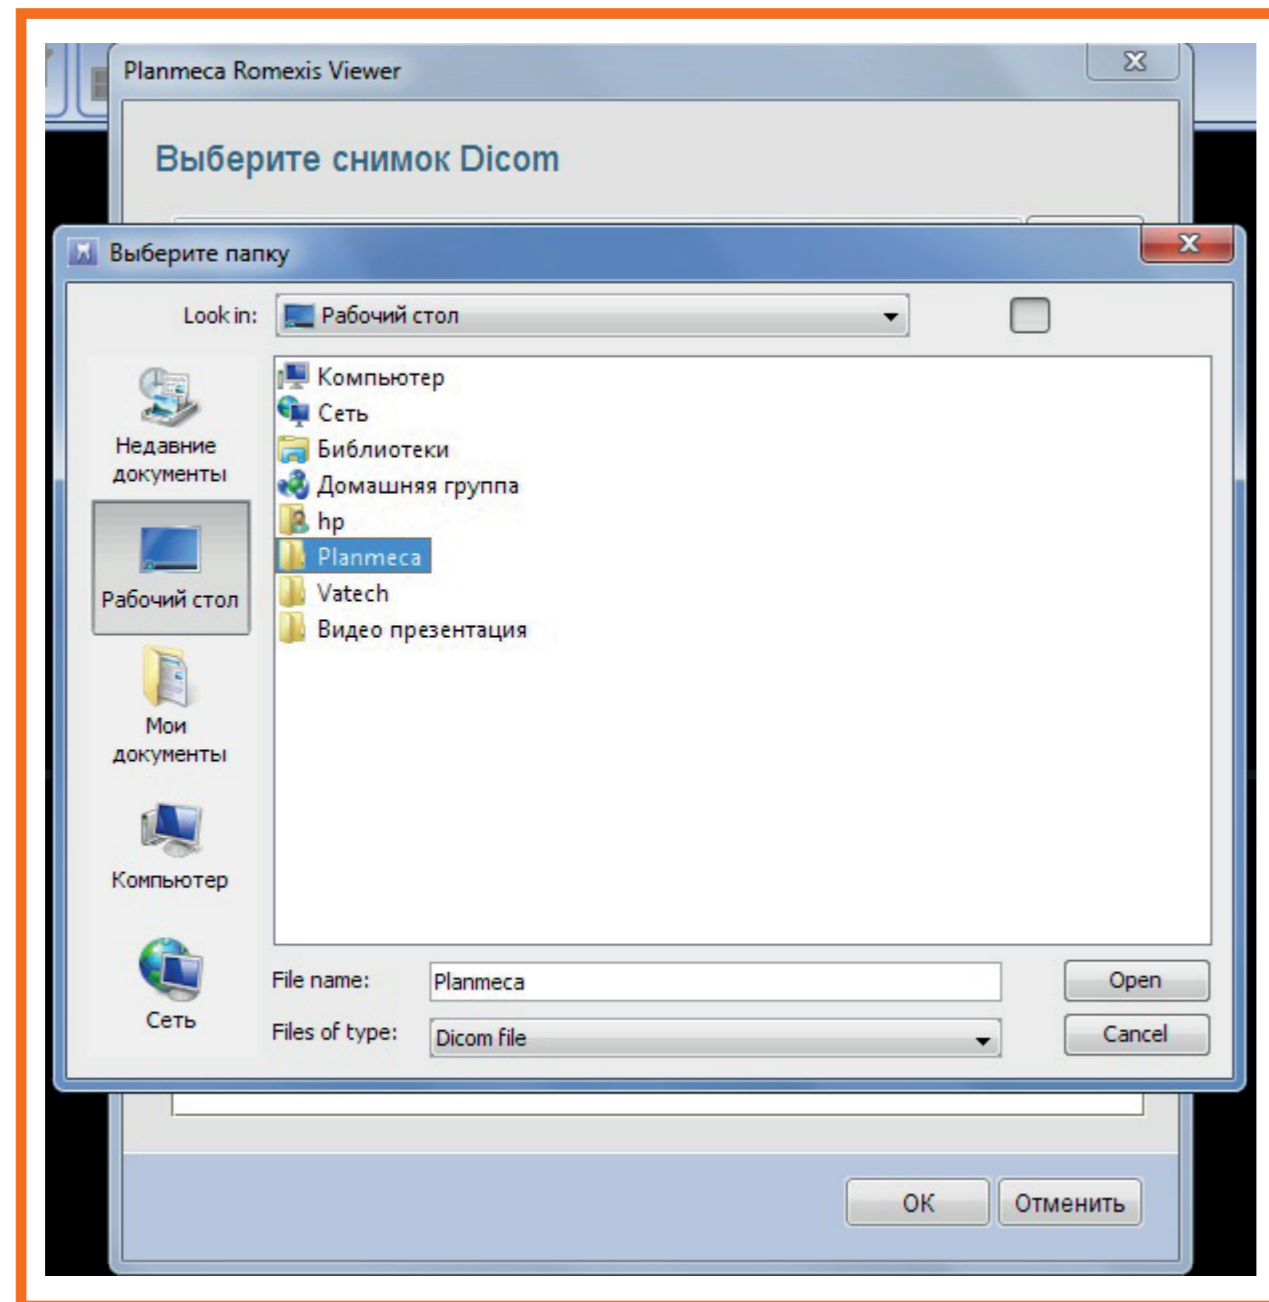 Planmeca Romexis Viewer
Выберите снимок Dicom
Выберите папку
Look in:
Рабочий стол
Недавние
документы
Рабочий стол
Мои
документы
Компьютер
Сеть
Компьютер
Сеть
Библиотеки
Домашняя группа
hp
Planmeca
Vatech
Видео презентация
File name:
Planmeca
Open
Files of type:
Dicom file
Cancel
ОК
Отменить